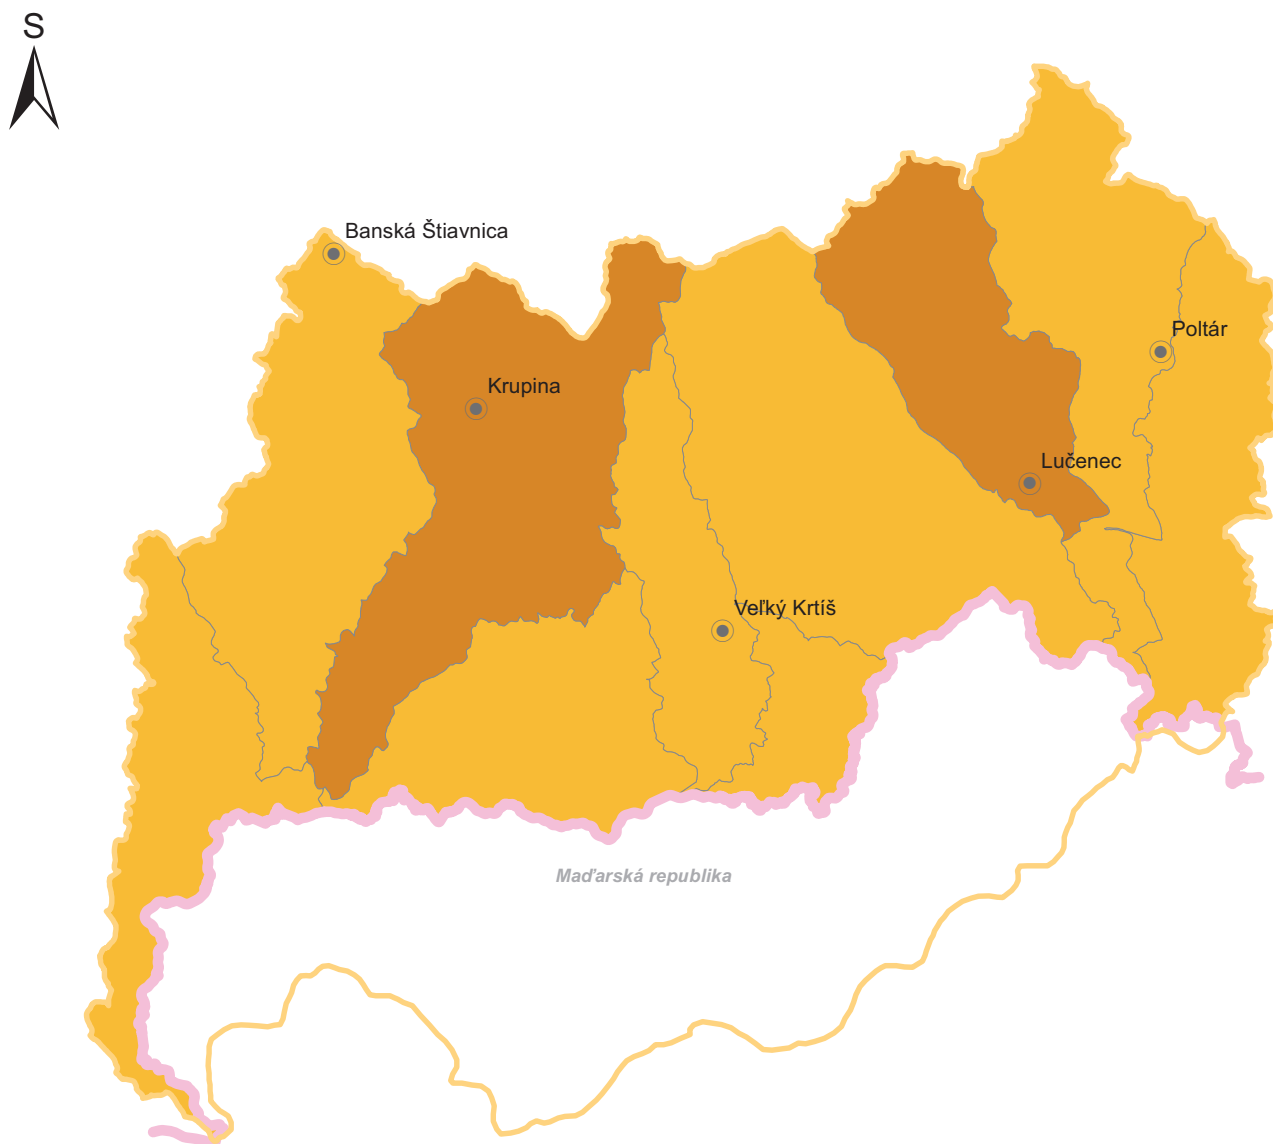 S
Banská Štiavnica
Poltár
Krupina
Lučenec
Veľký Krtíš
Maďarská republika